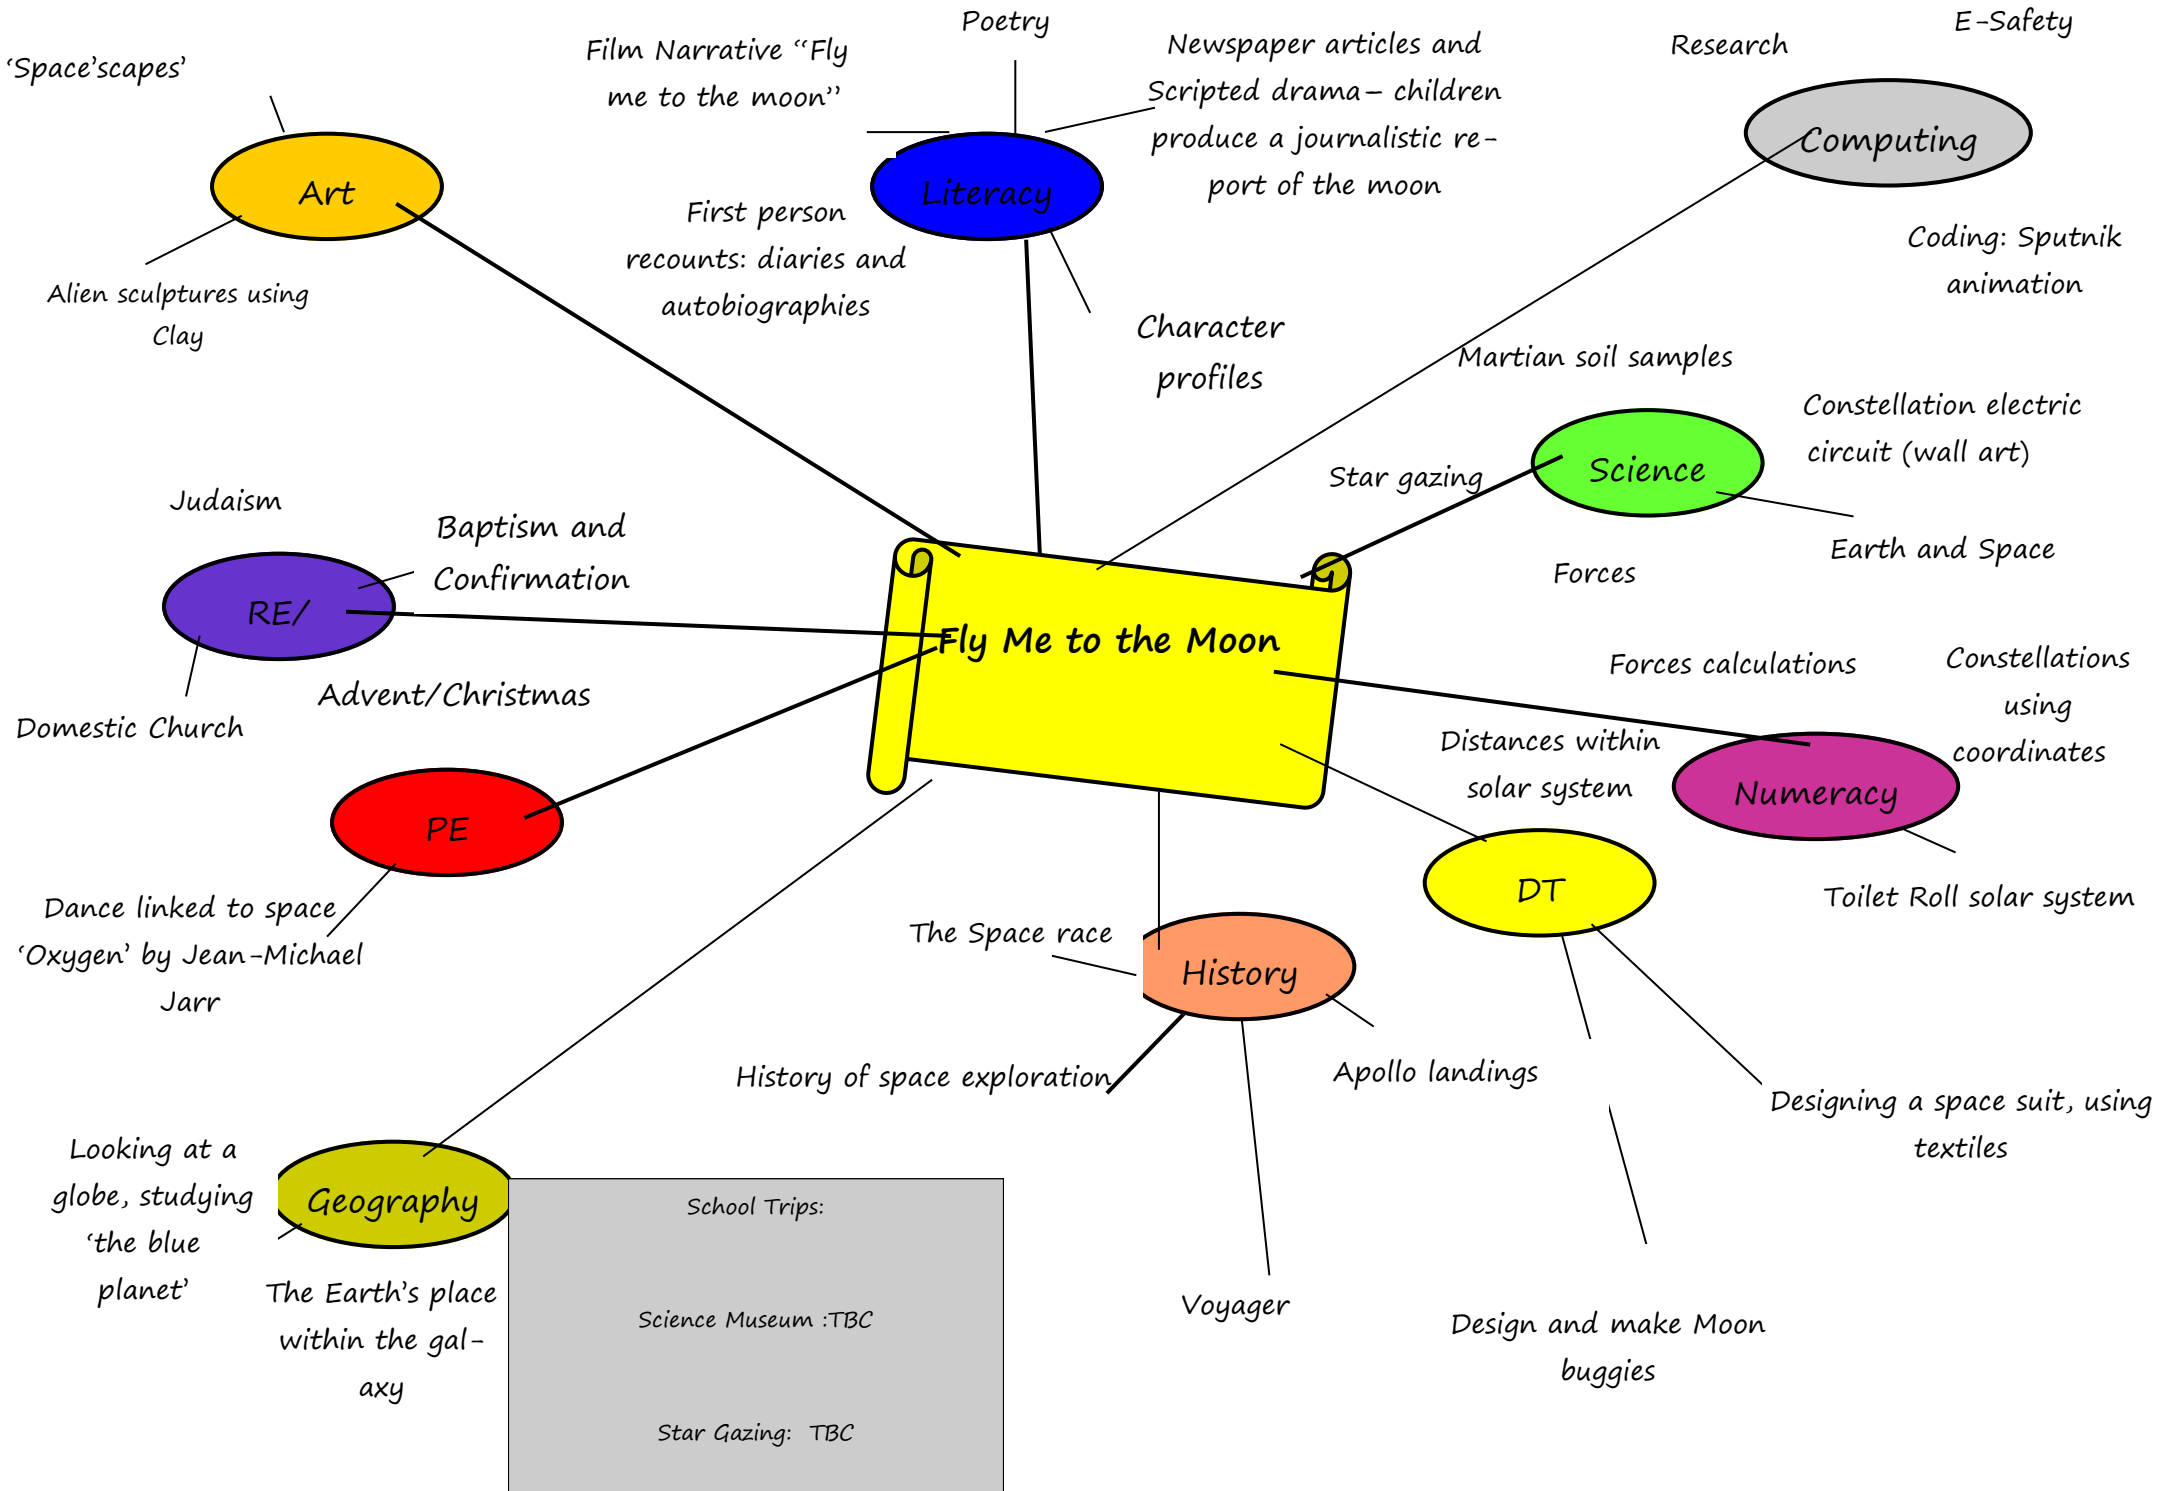 ‘Space’scapes’
Art
Alien sculptures using
Clay
Film Narrative “Fly
me to the moon”
Poetry
Newspaper articles and
Scripted drama– children
produce a journalistic re-
port of the moon
Literacy
First person
recounts: diaries and
autobiographies
Character
profiles
Research
E-Safety
Computing
Coding: Sputnik
animation
Martian soil samples
Constellation electric
circuit (wall art)
Star gazing
Science
Earth and Space
Forces
Judaism
Baptism and
Confirmation
RE/
Advent/Christmas
Domestic Church
Fly Me to the Moon
Forces calculations
Constellations
using
coordinates
Distances within
solar system
Numeracy
Toilet Roll solar system
PE
Dance linked to space
‘Oxygen’ by Jean-Michael
Jarr
DT
Designing a space suit, using
textiles
Design and make Moon
buggies
The Space race
History
History of space exploration
Apollo landings
Voyager
Looking at a
globe, studying
‘the blue
planet’
Geography
The Earth’s place
within the gal-
axy
School Trips:
Science Museum :TBC
Star Gazing:  TBC